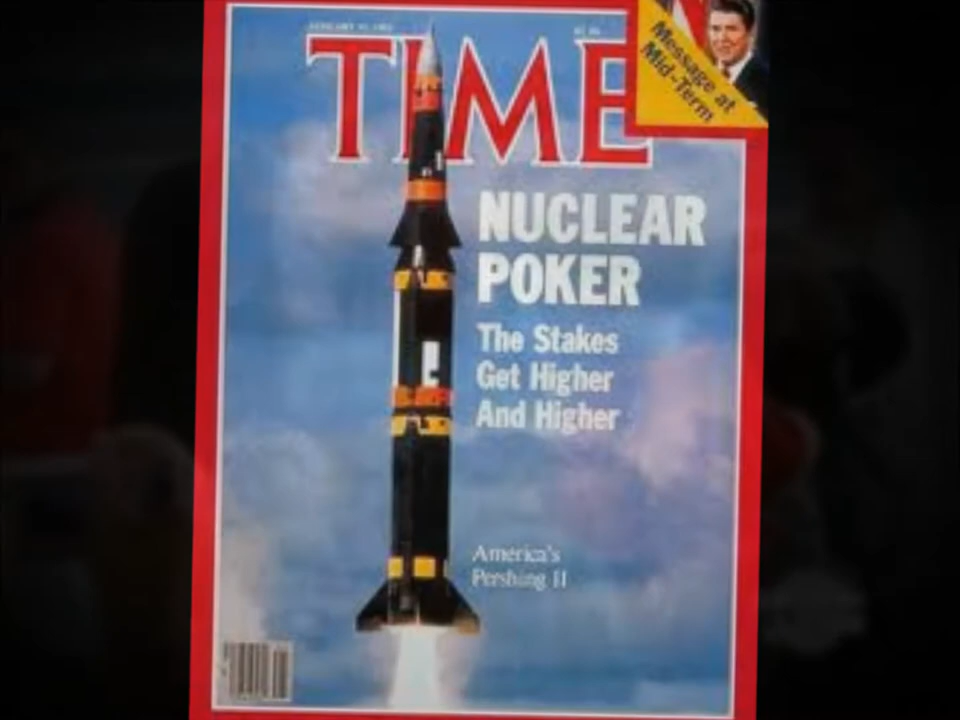 TIME
Message at
Mid-Term
NUCLEAR
POKER
The Stakes
Get Higher
And Higher
America's
Pershing II